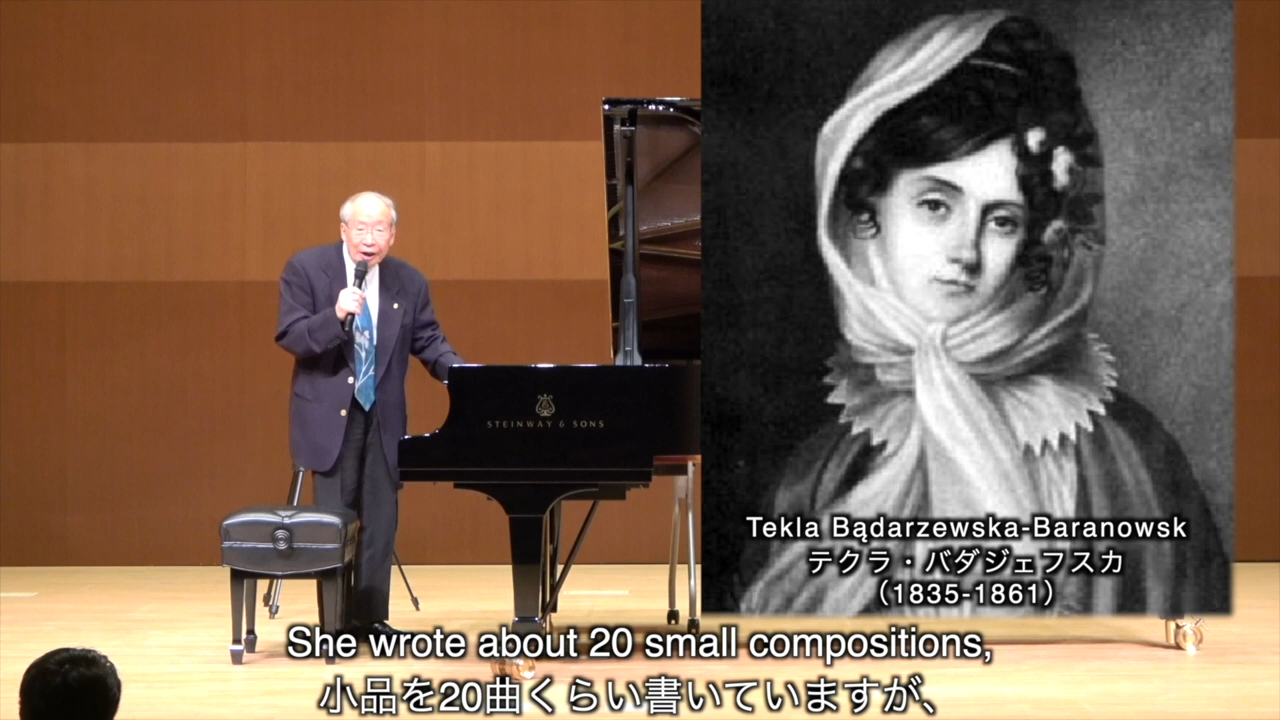 STEINWAY & SONS
Tekla Bądarzewska-Baranowsk
テクラ・バダジェフスカ
(1835-1861)
She wrote about 20 small compositions,
小品を20曲くらい書いていますが、